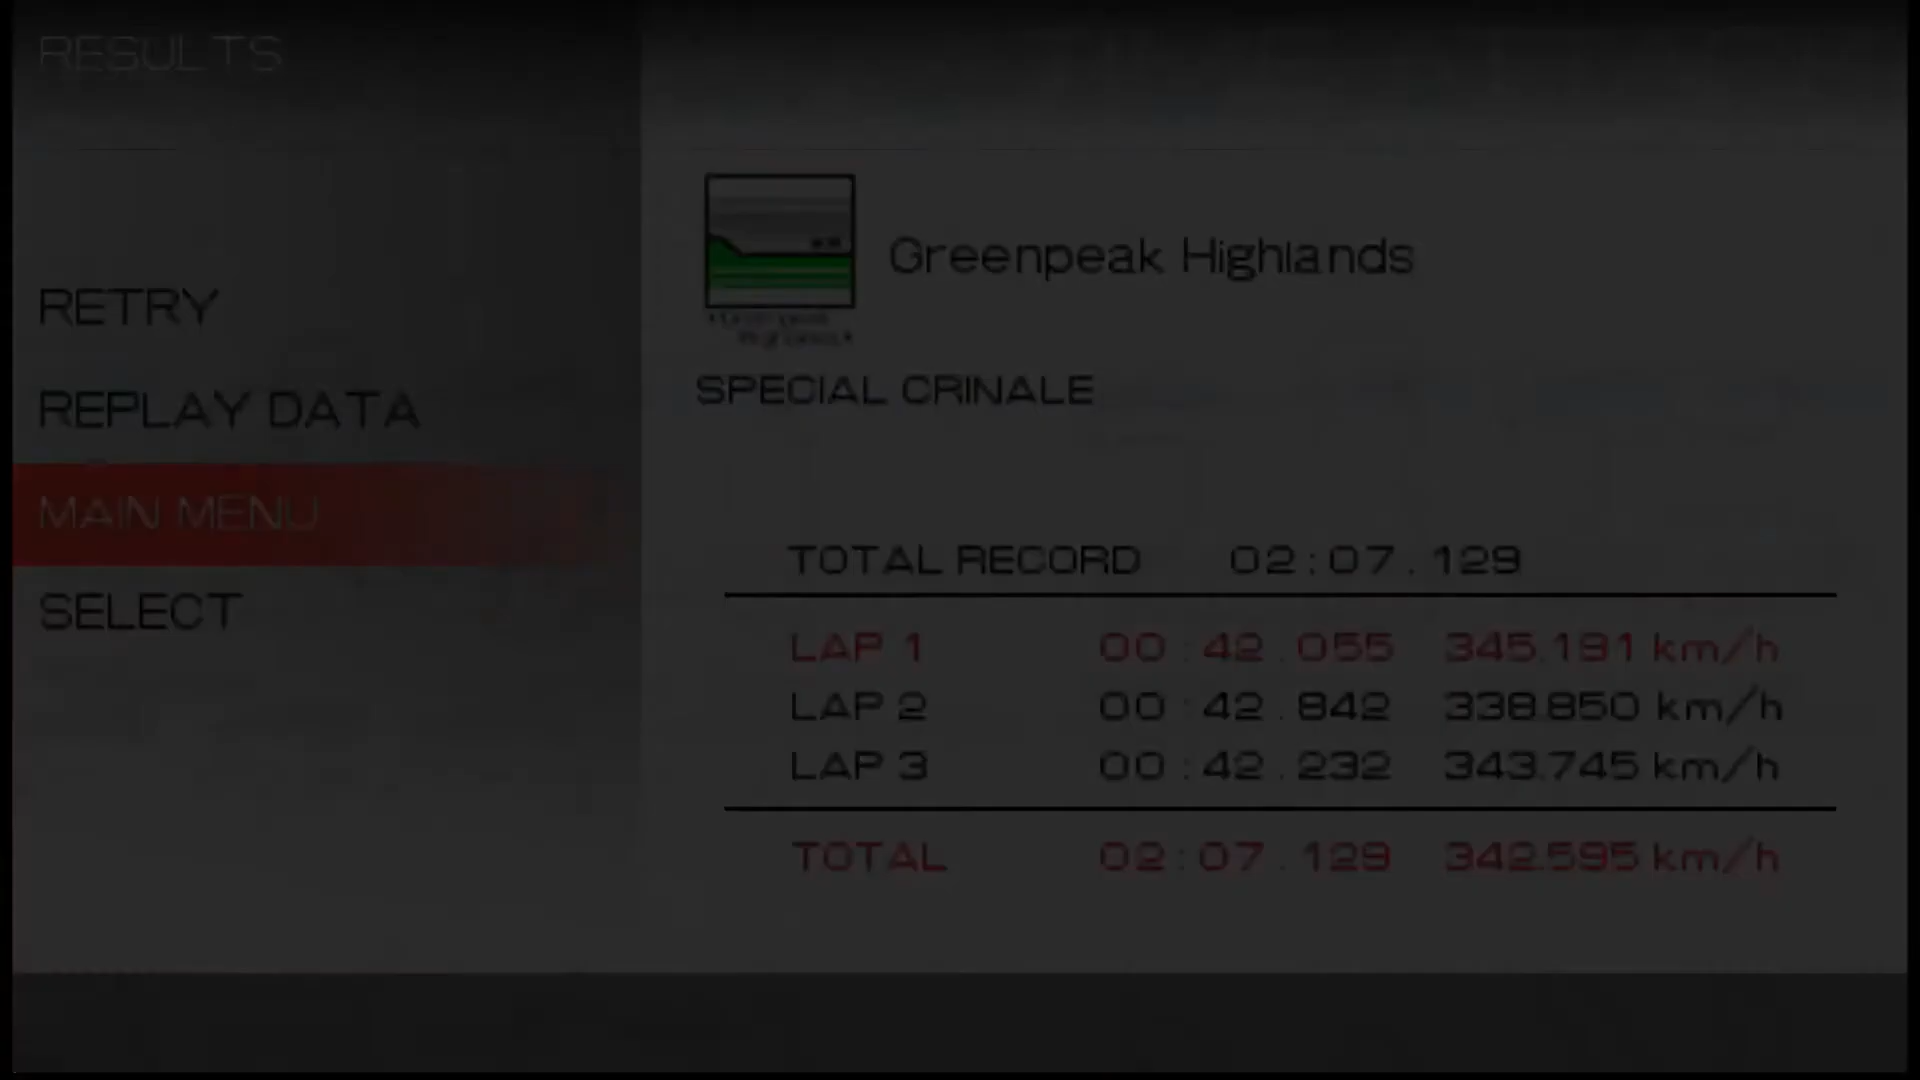 RESULTS
RETRY
REPLAY DATA
MAIN MENU
SELECT
Greenpeak Highlands
SPECIAL CRINALE
TOTAL RECORD 02:07.129
LAP 1 00:42.055 345.191 km/h
LAP 2 00:42.842 338.850 km/h
LAP 3 00:42.232 343.745 km/h
TOTAL 02:07.129 342.595 km/h